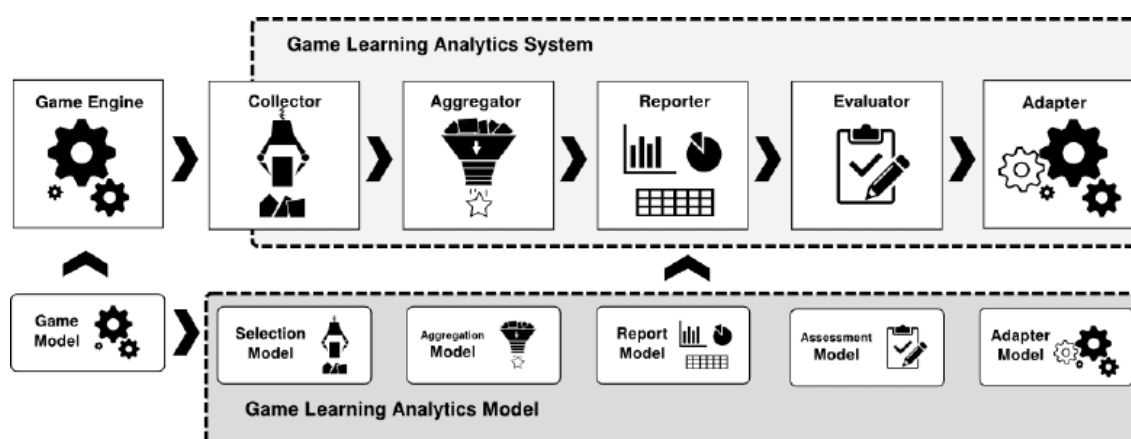 Game Learning Analytics System
Game Engine
Collector
Aggregator
Reporter
Evaluator
Adapter
Game
Model
Selection
Model
Aggregation
Model
Report
Model
Assessment
Model
Adapter
Model
Game Learning Analytics Model